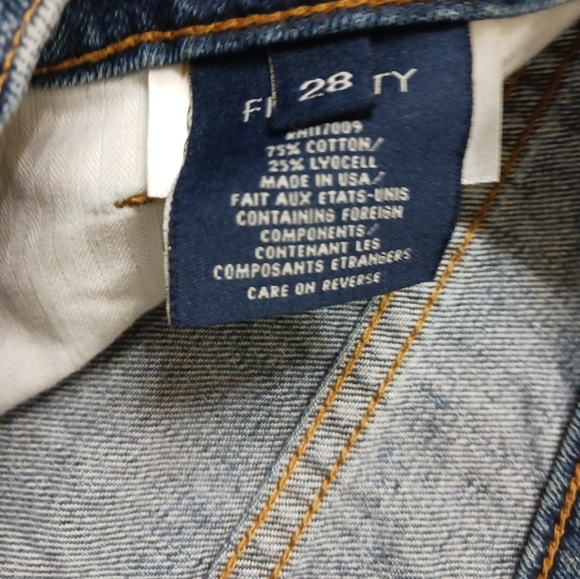 28
TY
75% COTTON/
25% LYOCELL
MADE IN USA/
FAIT AUX ETATS-UNIS
CONTAINING FOREIGN
COMPONENTS/
CONTENANT LES
COMPOSANTS ETRANGERS
CARE ON REVERSE